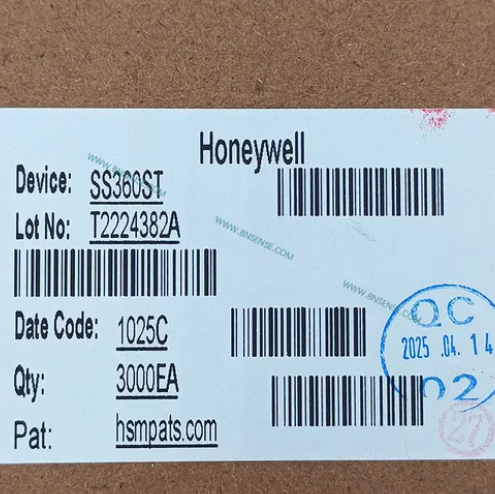 Honeywell
Device: SS360ST
Lot No: T2224382A
Date Code: 1025C
Qty: 3000EA
Pat: hsmpats.com
WWW.BNSENSE.COM
WWW.BNSENSE.COM
WWW.BNSENSE.COM
QC
2025 .04. 14
02
27